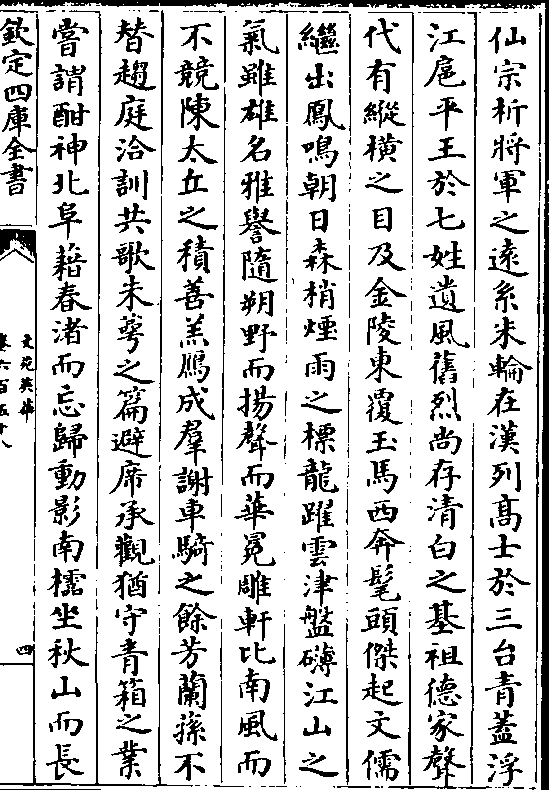 仙宗析將軍之遠系朱輪在漢列髙士於三台青蓋浮
江扈平王於七姓遺風舊烈尚存清白之基祖德家聲
代有縱橫之目及金陵東覆玉馬西奔髦頭傑起文儒
繼出鳳鳴朝日森梢煙雨之標龍躍雲津盤礴江山之
氣雖雄名雅譽隨朔野而揚聲而華冕雕軒比南風而
不競陳太丘之積善羔鴈成羣謝車騎之餘芳蘭蓀不
替趨庭洽訓共歌朱蕚之篇避席承觀猶守青箱之業
嘗謂酣神北阜藉春渚而忘歸動影南櫺坐秋山而長
欽定四庫全書
文苑英華
卷六百五十八
四